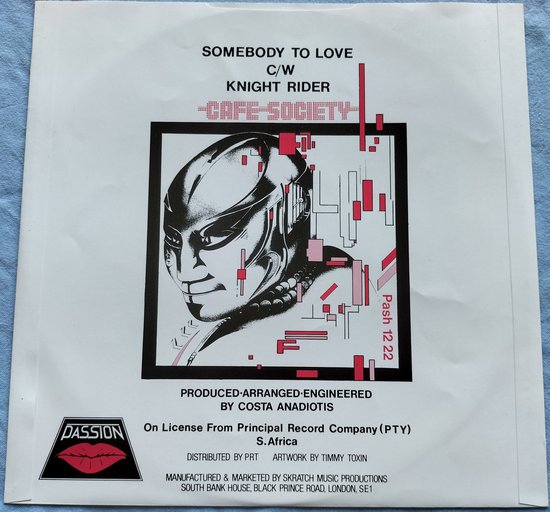 SOMEBODY TO LOVE
C/W
KNIGHT RIDER
CAFE SOCIETY
Pash 12 22
PRODUCED·ARRANGED·ENGINEERED
BY COSTA ANADIOTIS
On License From Principal Record Company (PTY)
S.Africa
PASSION
DISTRIBUTED BY PRT ARTWORK BY TIMMY TOXIN
MANUFACTURED & MARKETED BY SKRATCH MUSIC PRODUCTIONS
SOUTH BANK HOUSE, BLACK PRINCE ROAD, LONDON, SE1